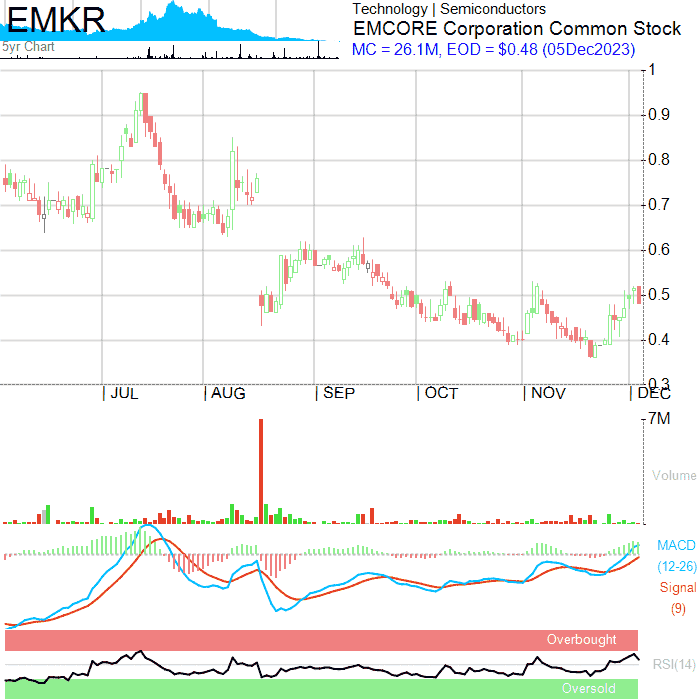 EMKR
5yr Chart
Technology | Semiconductors
EMCORE Corporation Common Stock
MC = 26.1M, EOD = $0.48 (05Dec2023)
1
0.9
0.8
0.7
0.6
0.5
0.4
0.3
| JUL | AUG | SEP | OCT | NOV | DEC
7M
Volume
MACD
(12-26)
Signal
(9)
Overbought
RSI(14)
Oversold